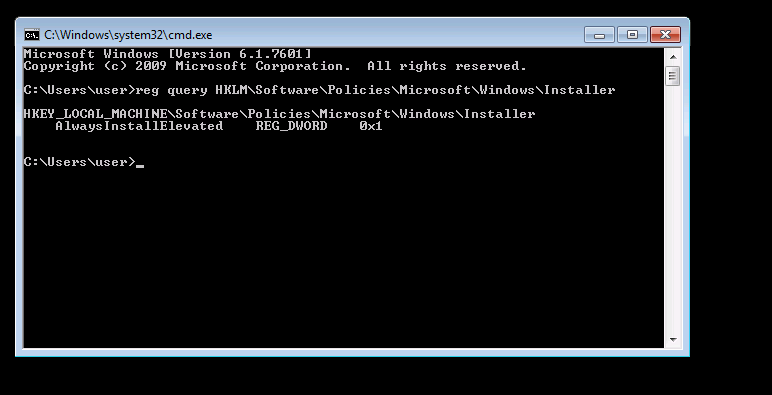 C:\Windows\system32\cmd.exe
Microsoft Windows [Version 6.1.7601]
Copyright (c) 2009 Microsoft Corporation.  All rights reserved.
C:\Users\user>reg query HKLM\Software\Policies\Microsoft\Windows\Installer
HKEY_LOCAL_MACHINE\Software\Policies\Microsoft\Windows\Installer
    AlwaysInstallElevated    REG_DWORD    0x1
C:\Users\user>_